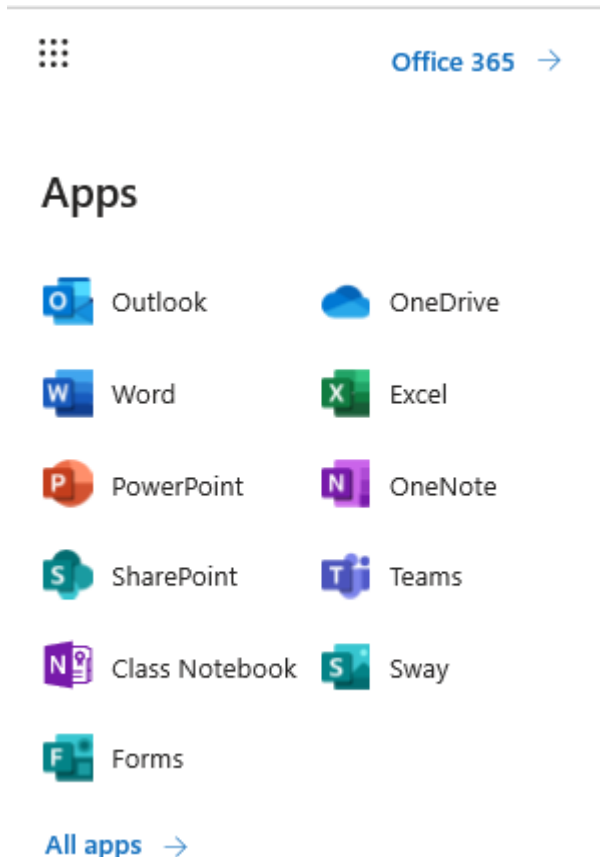 Office 365
Apps
Outlook OneDrive
Word Excel
PowerPoint OneNote
SharePoint Teams
Class Notebook Sway
Forms
All apps